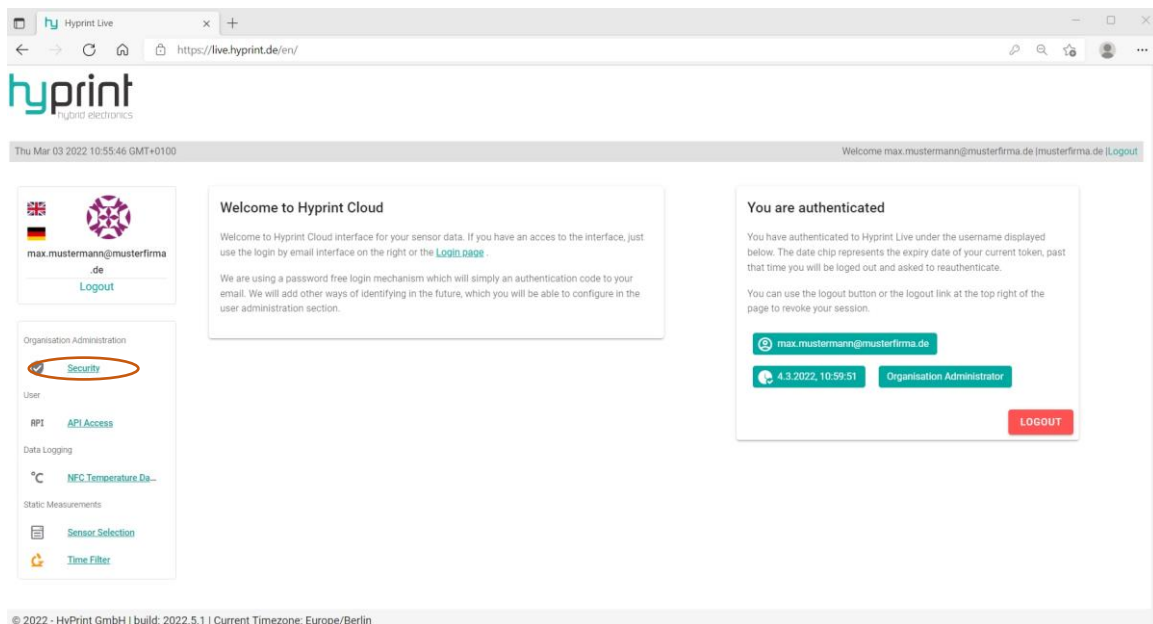 Hyprint Live
https://live.hyprint.de/en/
hyprint
hybrid electronics
Thu Mar 03 2022 10:55:46 GMT+0100
Welcome max.mustermann@musterfirma.de |musterfirma.de |Logout
max.mustermann@musterfirma
.de
Logout
Organisation Administration
Security
User
API API Access
Data Logging
°C NFC Temperature Da...
Static Measurements
Sensor Selection
Time Filter
Welcome to Hyprint Cloud
Welcome to Hyprint Cloud interface for your sensor data. If you have an acces to the interface, just
use the login by email interface on the right or the Login page .
We are using a password free login mechanism which will simply an authentication code to your
email. We will add other ways of identifying in the future, which you will be able to configure in the
user administration section.
You are authenticated
You have authenticated to Hyprint Live under the username displayed
below. The date chip represents the expiry date of your current token, past
that time you will be loged out and asked to reauthenticate.
You can use the logout button or the logout link at the top right of the
page to revoke your session.
max.mustermann@musterfirma.de
4.3.2022, 10:59:51 Organisation Administrator
LOGOUT
© 2022 - HyPrint GmbH | build: 2022.5.1 | Current Timezone: Europe/Berlin